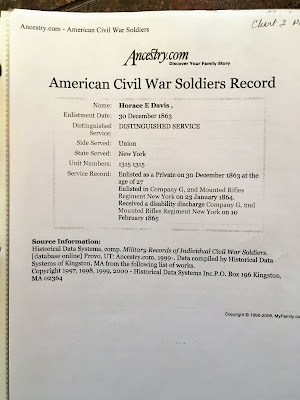 Ancestry.com - American Civil War Soldiers
Chart 2
Ancestry.com
Discover Your Family Story
American Civil War Soldiers Record
Name: Horace E Davis ,
Enlistment Date: 30 December 1863
Distinguished Service: DISTINGUISHED SERVICE
Side Served: Union
State Served: New York
Unit Numbers: 1315 1315
Service Record: Enlisted as a Private on 30 December 1863 at the
age of 27
Enlisted in Company G, 2nd Mounted Rifles
Regiment New York on 23 January 1864.
Received a disability discharge Company G, 2nd
Mounted Rifles Regiment New York on 10
February 1865
Source Information:
Historical Data Systems, comp. Military Records of Individual Civil War Soldiers.
[database online] Provo, UT: Ancestry.com, 1999-. Data compiled by Historical Data
Systems of Kingston, MA from the following list of works.
Copyright 1997, 1998, 1999, 2000 - Historical Data Systems Inc.P.O. Box 196 Kingston,
MA 02364
Copyright © 1998-2006, MyFamily.com